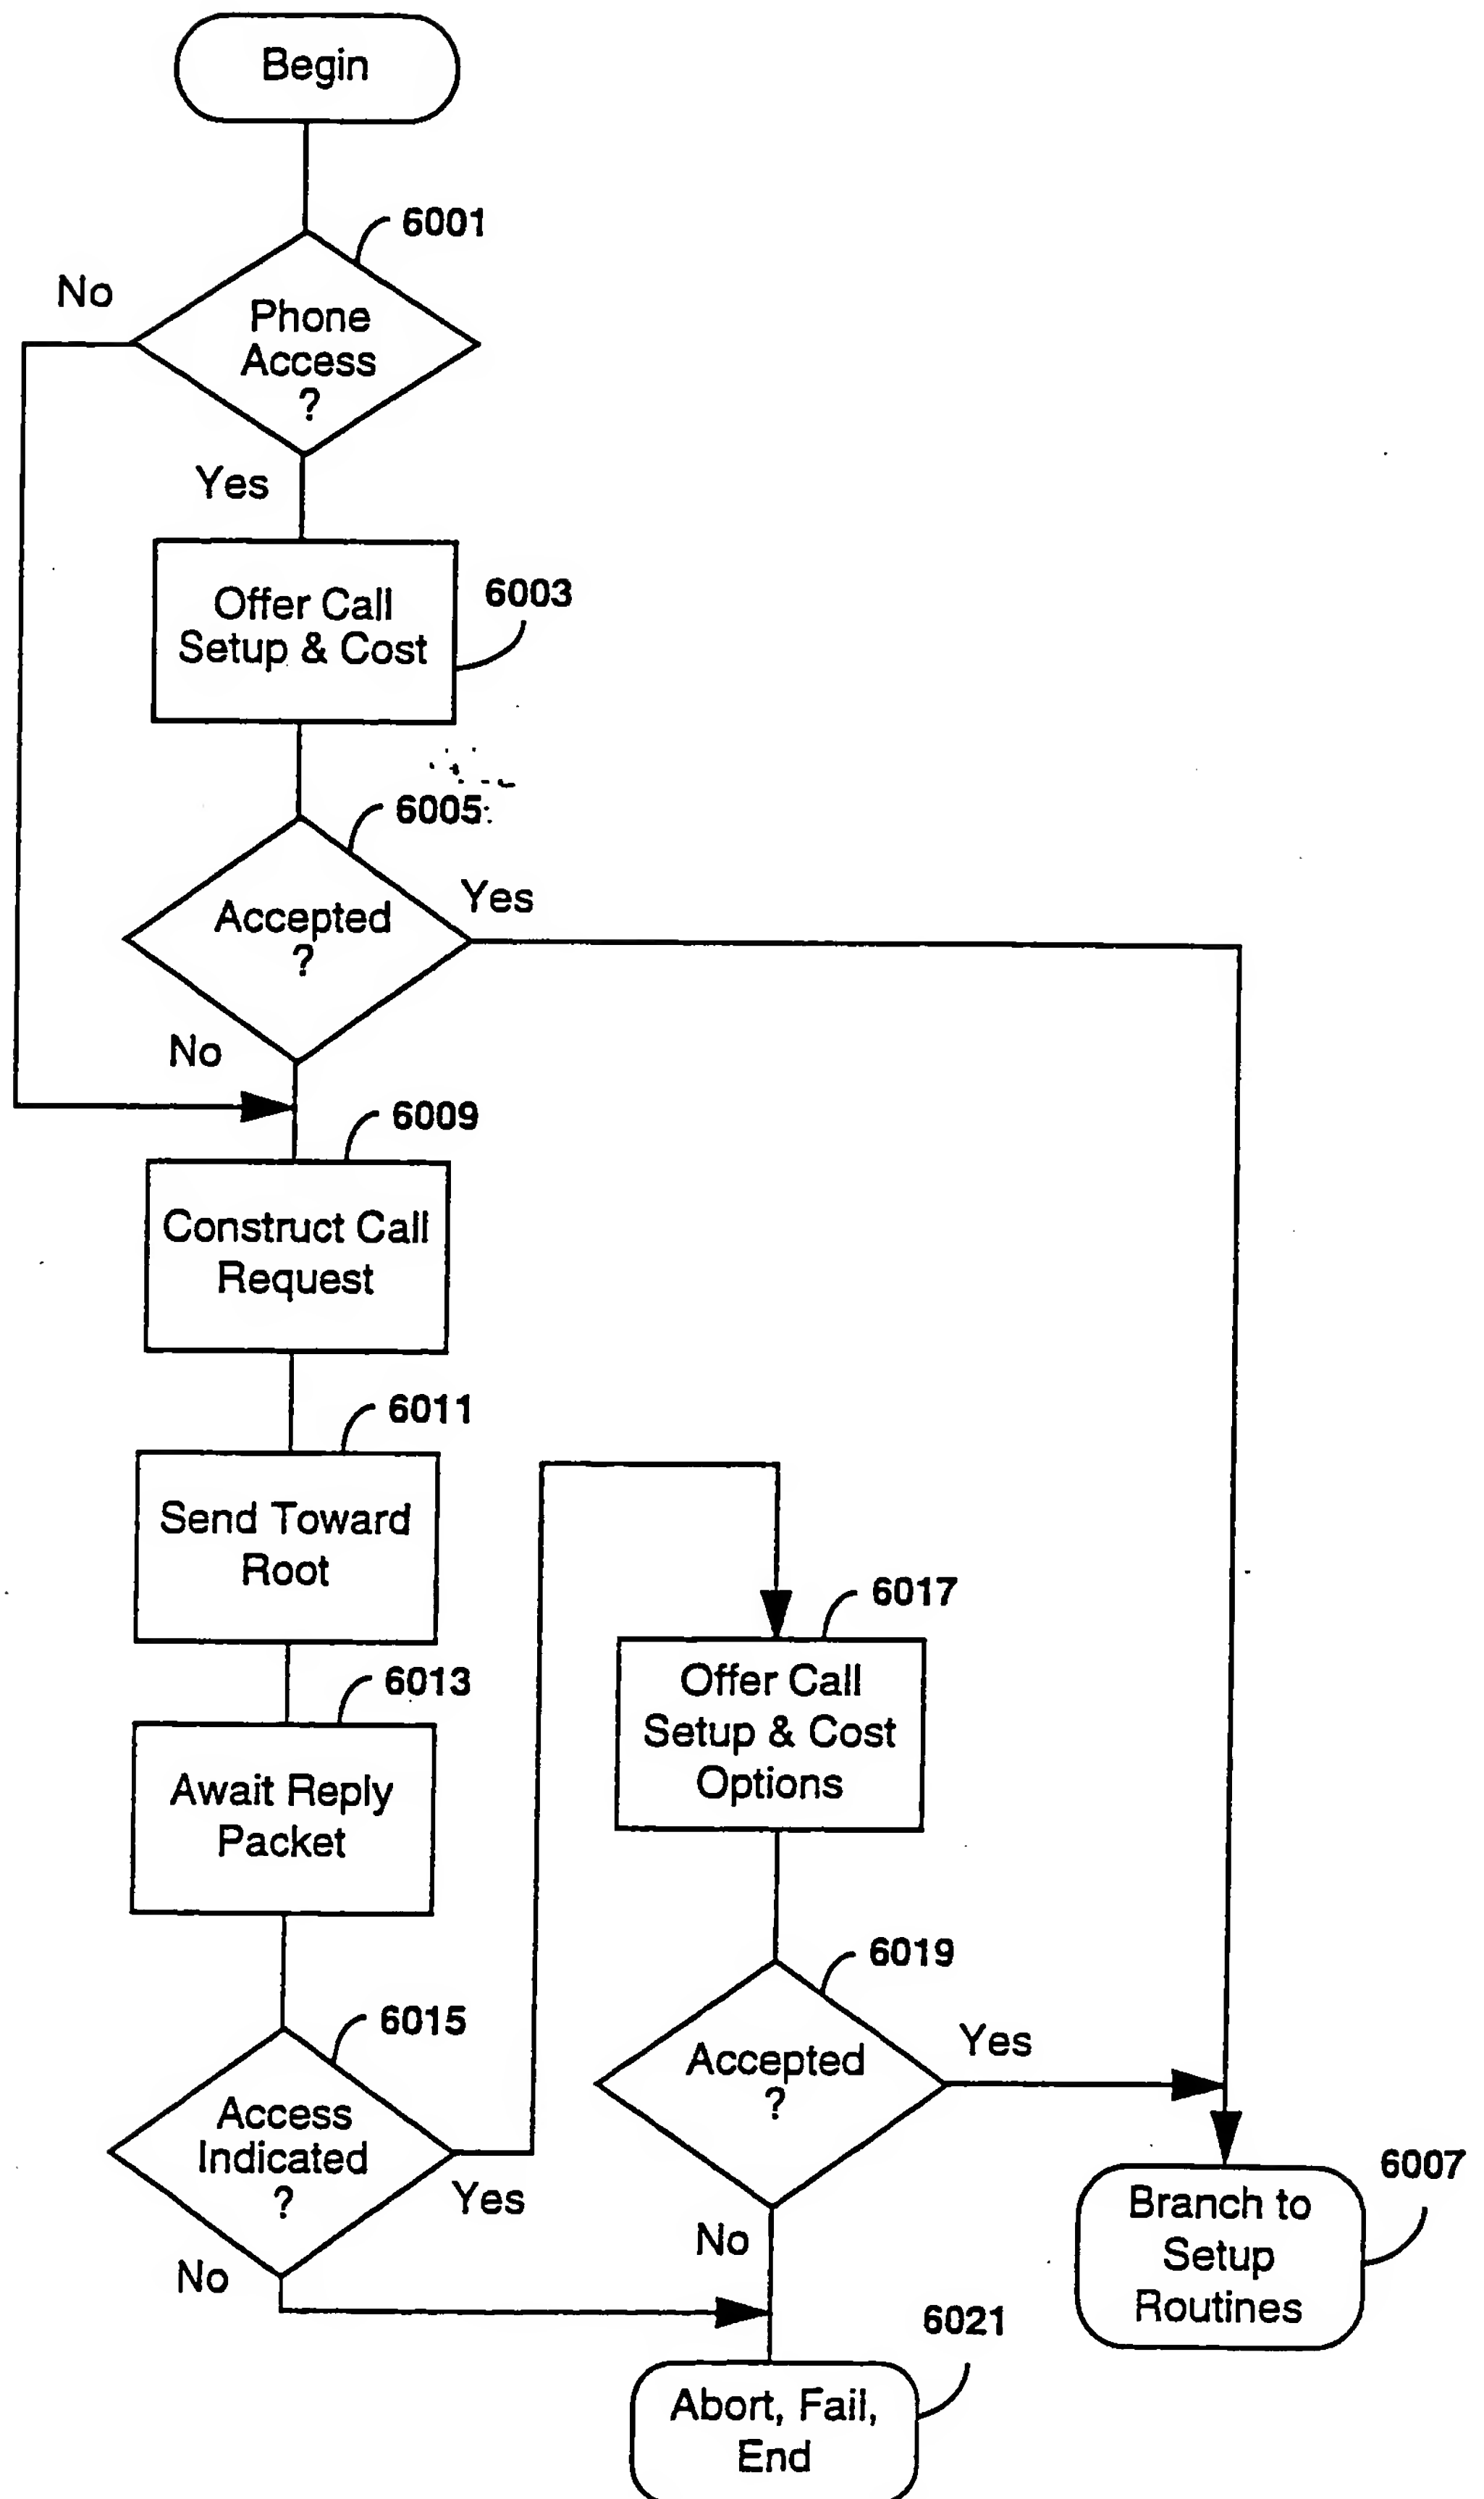 Begin
6001
No
Phone
Access
?
Yes
Offer Call
Setup & Cost
6003
6005
Accepted
?
Yes
No
6009
Construct Call
Request
6011
Send Toward
Root
6013
Await Reply
Packet
6015
Access
Indicated
?
Yes
No
6017
Offer Call
Setup & Cost
Options
6019
Accepted
?
Yes
No
6007
Branch to
Setup
Routines
6021
Abort, Fail,
End